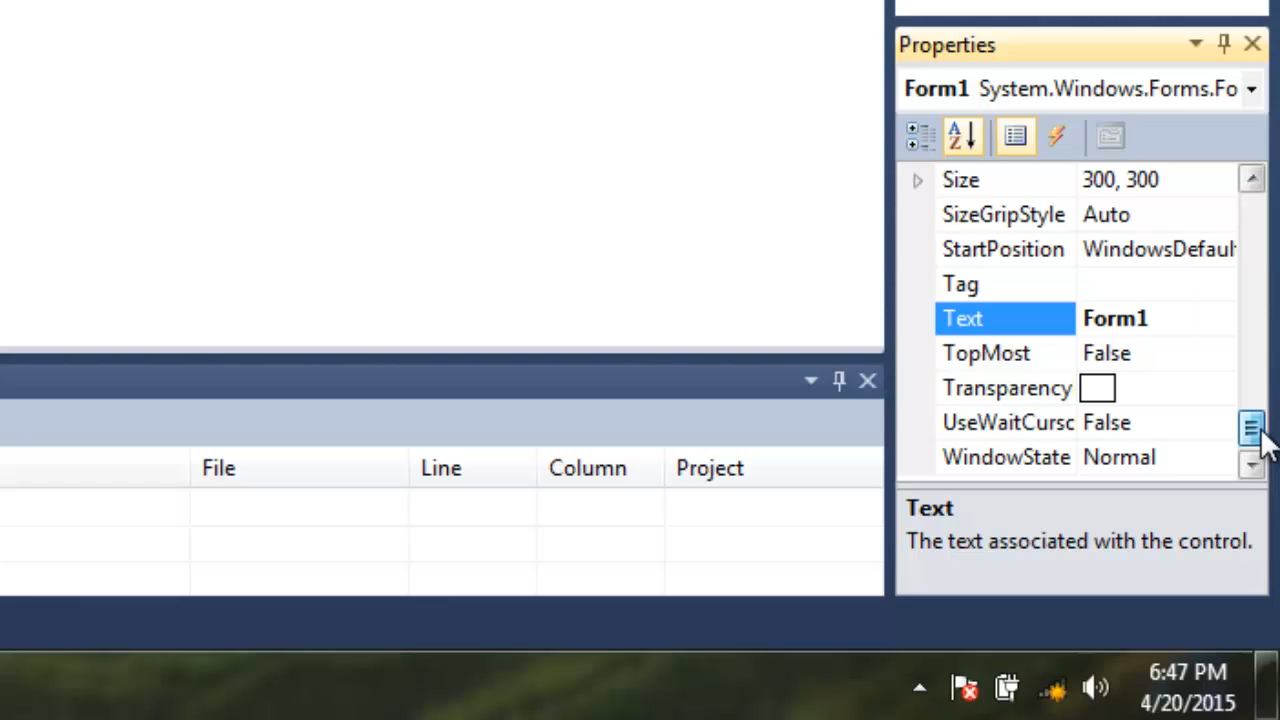 Properties
Form1 System.Windows.Forms.Fo
A
Z
Size 300, 300
SizeGripStyle Auto
StartPosition WindowsDefaul
Tag
Text Form1
TopMost False
Transparency
UseWaitCurso False
WindowState Normal
File Line Column Project
Text
The text associated with the control.
6:47 PM
4/20/2015